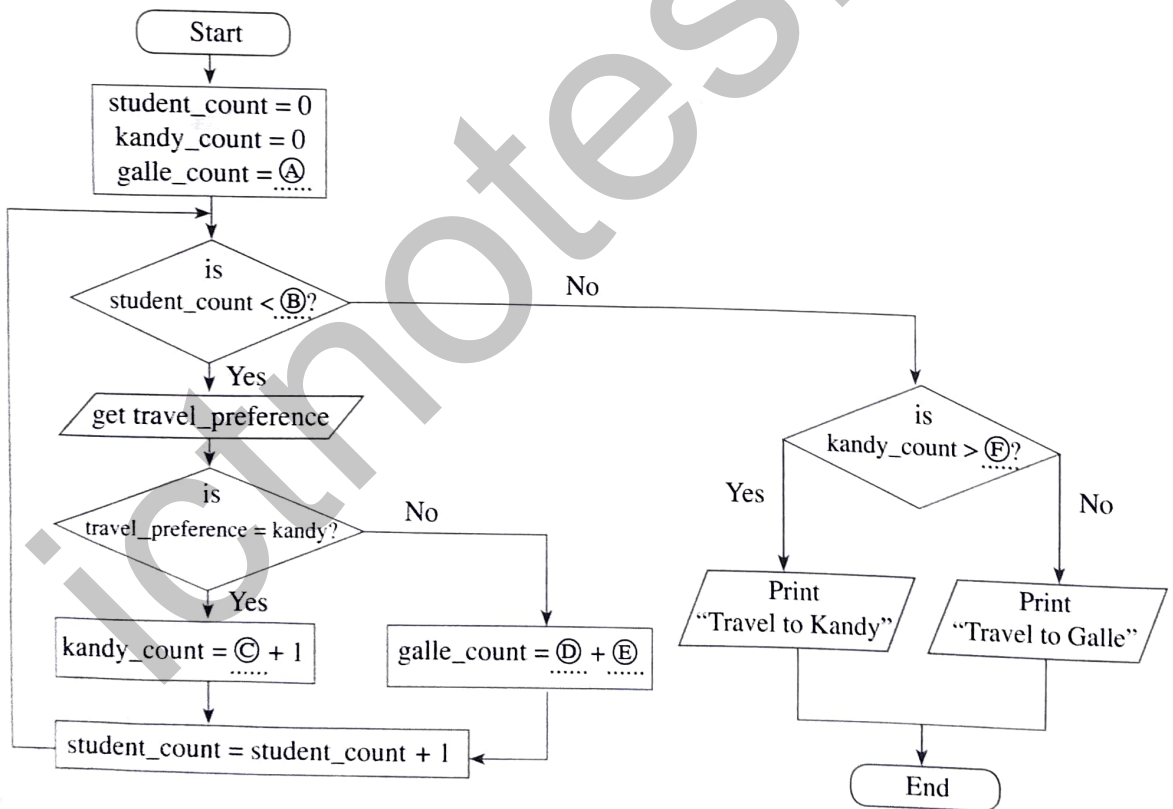 Start
student_count = 0
kandy_count = 0
galle_count = Ⓐ
is
student_count < Ⓑ?
No
Yes
get travel_preference
is
travel_preference = kandy?
No
Yes
kandy_count = Ⓒ + 1
galle_count = Ⓓ + Ⓔ
student_count = student_count + 1
is
kandy_count > Ⓕ?
Yes
No
Print
“Travel to Kandy”
Print
“Travel to Galle”
End
ictnotes